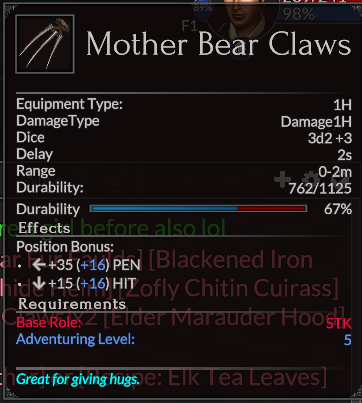 89%
F1
98%
Mother Bear Claws
Equipment Type: 1H
DamageType Damage1H
Dice 3d2 +3
Delay 2s
Range 0-2m
Durability: 762/1125
Durability 67%
before also lol
Effects
Position Bonus:
+35 (+16) PEN
[Blackened Iron
+15 (+16) HIT
[Zofly Chitin Cuirass]
Requirements
[Elder Marauder Hood]
Base Role: STK
Adventuring Level: 5
Elk Tea Leaves]
Great for giving hugs.